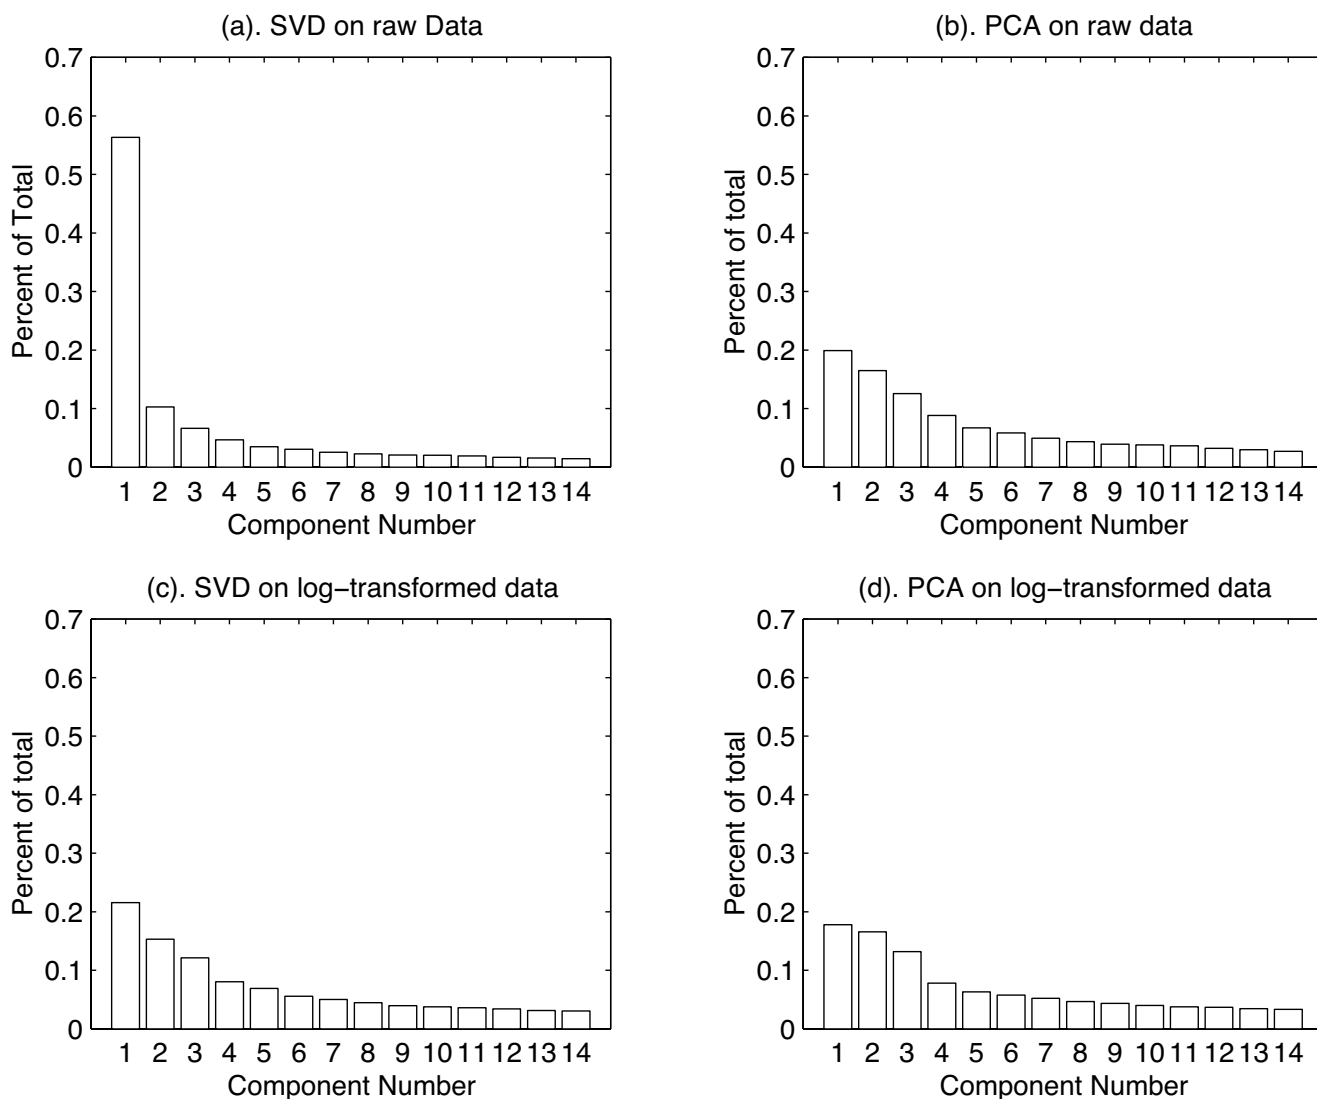 (a). SVD on raw Data
0.7
0.6
0.5
0.4
0.3
0.2
0.1
0
Percent of Total
1 2 3 4 5 6 7 8 9 10 11 12 13 14
Component Number
(b). PCA on raw data
0.7
0.6
0.5
0.4
0.3
0.2
0.1
0
Percent of total
1 2 3 4 5 6 7 8 9 10 11 12 13 14
Component Number
(c). SVD on log−transformed data
0.7
0.6
0.5
0.4
0.3
0.2
0.1
0
Percent of total
1 2 3 4 5 6 7 8 9 10 11 12 13 14
Component Number
(d). PCA on log−transformed data
0.7
0.6
0.5
0.4
0.3
0.2
0.1
0
Percent of total
1 2 3 4 5 6 7 8 9 10 11 12 13 14
Component Number